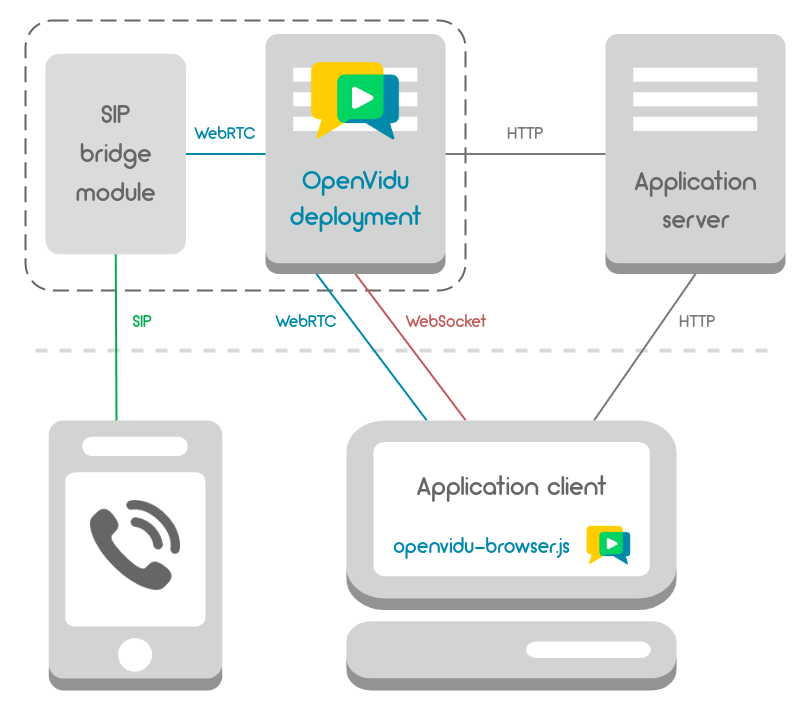 SIP
bridge
module
WebRTC
OpenVidu
deployment
HTTP
Application
server
SIP
WebRTC
WebSocket
HTTP
Application client
openvidu-browser.js